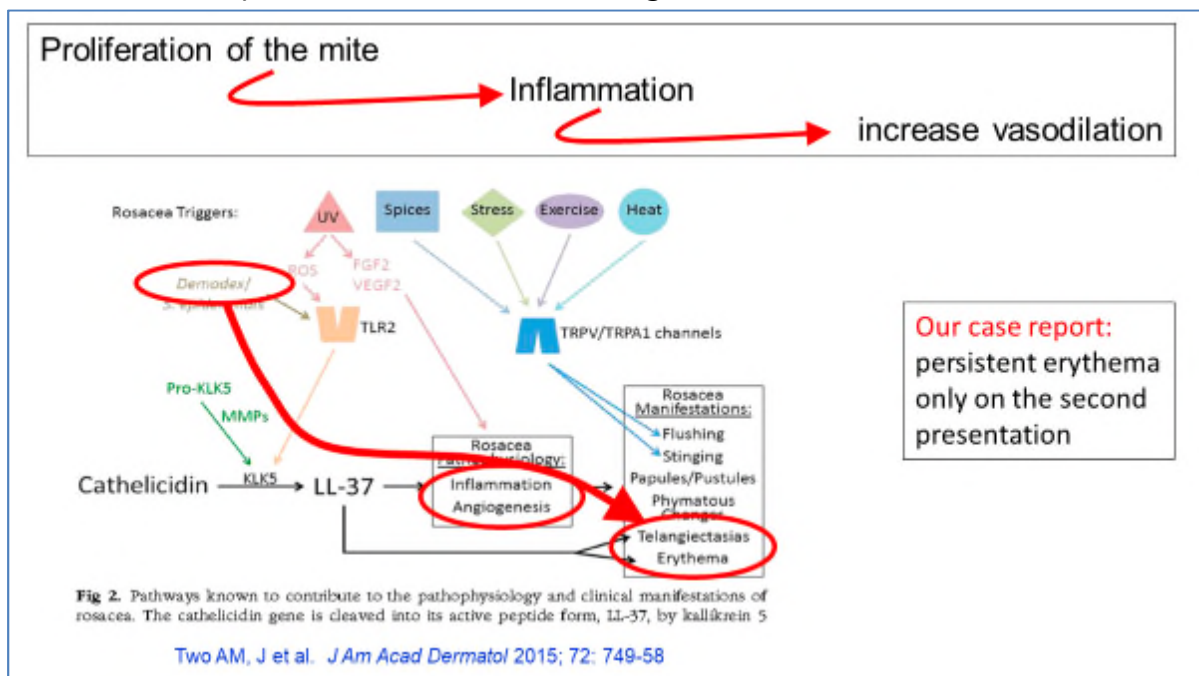 Proliferation of the mite
Inflammation
increase vasodilation
Rosacea Triggers:
UV
Spices
Stress
Exercise
Heat
ROS
FGF2
VEGF2
Demodex/
TLR2
TRPV/TRPA1 channels
Our case report:
persistent erythema
only on the second
presentation
Pro-KLK5
MMPs
Rosacea
Manifestations:
Flushing
Stinging
Papules/Pustules
Phymatous
Changes
Telangiectasias
Erythema
Rosacea
Pathophysiology:
Inflammation
Angiogenesis
Cathelicidin
KLK5
LL-37
Fig 2. Pathways known to contribute to the pathophysiology and clinical manifestations of
rosacea. The cathelicidin gene is cleaved into its active peptide form, LL-37, by kallikrein 5
Two AM, J et al. J Am Acad Dermatol 2015; 72: 749-58